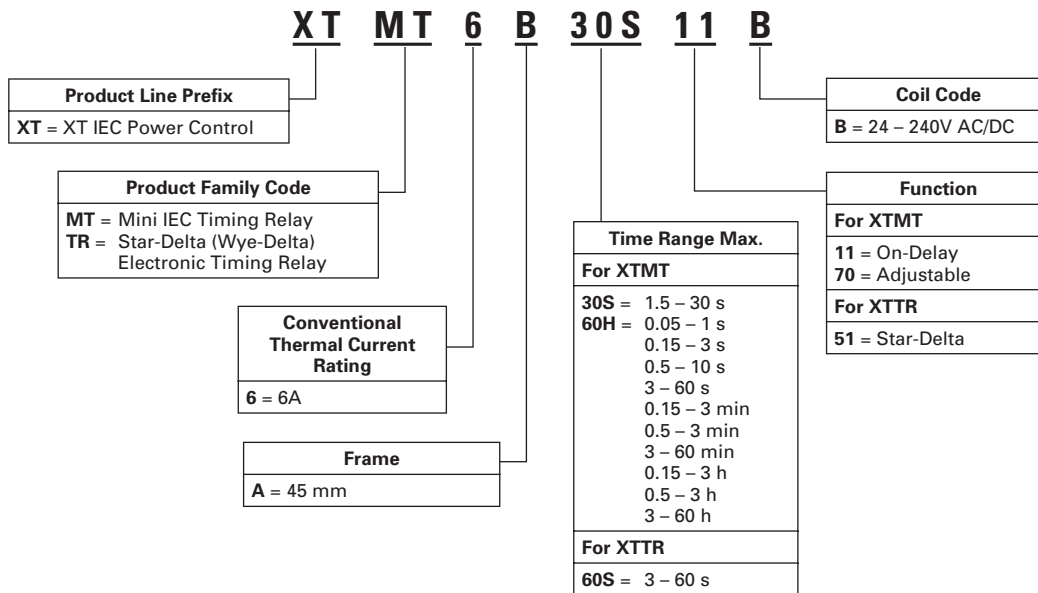 XT MT 6 B 30S 11 B
Product Line Prefix
XT = XT IEC Power Control
Product Family Code
MT = Mini IEC Timing Relay
TR = Star-Delta (Wye-Delta)
Electronic Timing Relay
Conventional
Thermal Current
Rating
6 = 6A
Frame
A = 45 mm
Time Range Max.
For XTMT
30S = 1.5 – 30 s
60H = 0.05 – 1 s
0.15 – 3 s
0.5 – 10 s
3 – 60 s
0.15 – 3 min
0.5 – 3 min
3 – 60 min
0.15 – 3 h
0.5 – 3 h
3 – 60 h
For XTTR
60S = 3 – 60 s
Coil Code
B = 24 – 240V AC/DC
Function
For XTMT
11 = On-Delay
70 = Adjustable
For XTTR
51 = Star-Delta